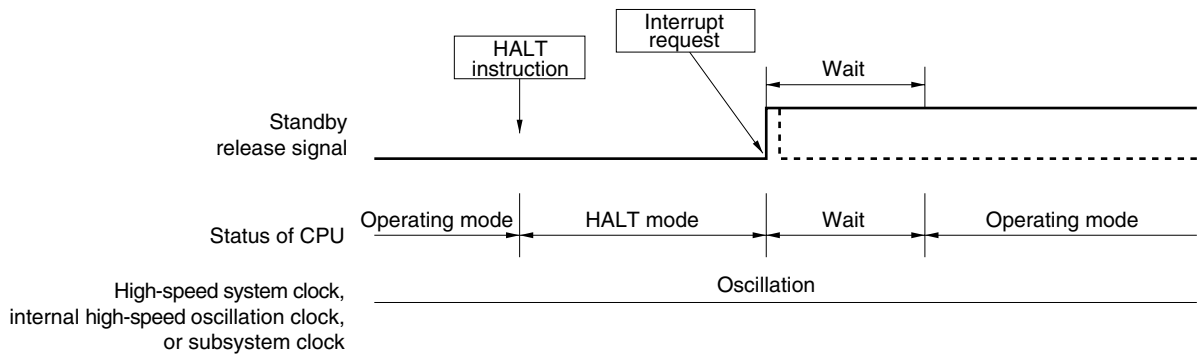 Interrupt
request
HALT
instruction
Wait
Standby
release signal
Operating mode
HALT mode
Wait
Operating mode
Status of CPU
Oscillation
High-speed system clock,
internal high-speed oscillation clock,
or subsystem clock